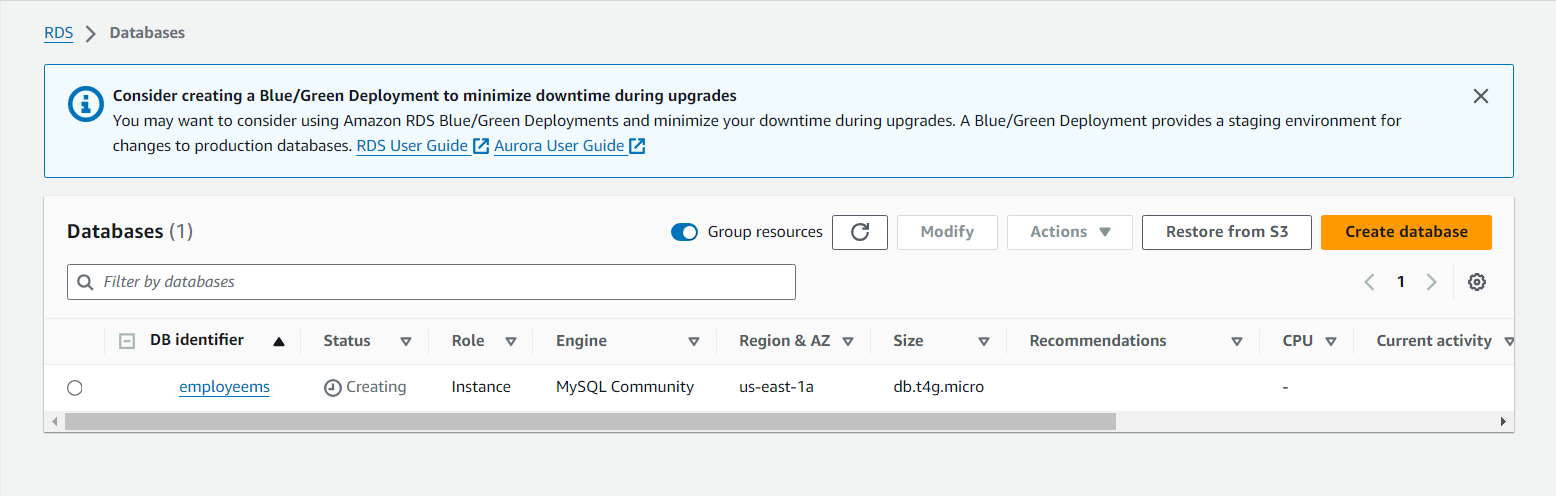 RDS > Databases
Consider creating a Blue/Green Deployment to minimize downtime during upgrades
You may want to consider using Amazon RDS Blue/Green Deployments and minimize your downtime during upgrades. A Blue/Green Deployment provides a staging environment for
changes to production databases. RDS User Guide Aurora User Guide
Databases (1) Group resources Modify Actions Restore from S3 Create database
Filter by databases 1
DB identifier Status Role Engine Region & AZ Size Recommendations CPU Current activity
employeems Creating Instance MySQL Community us-east-1a db.t4g.micro -